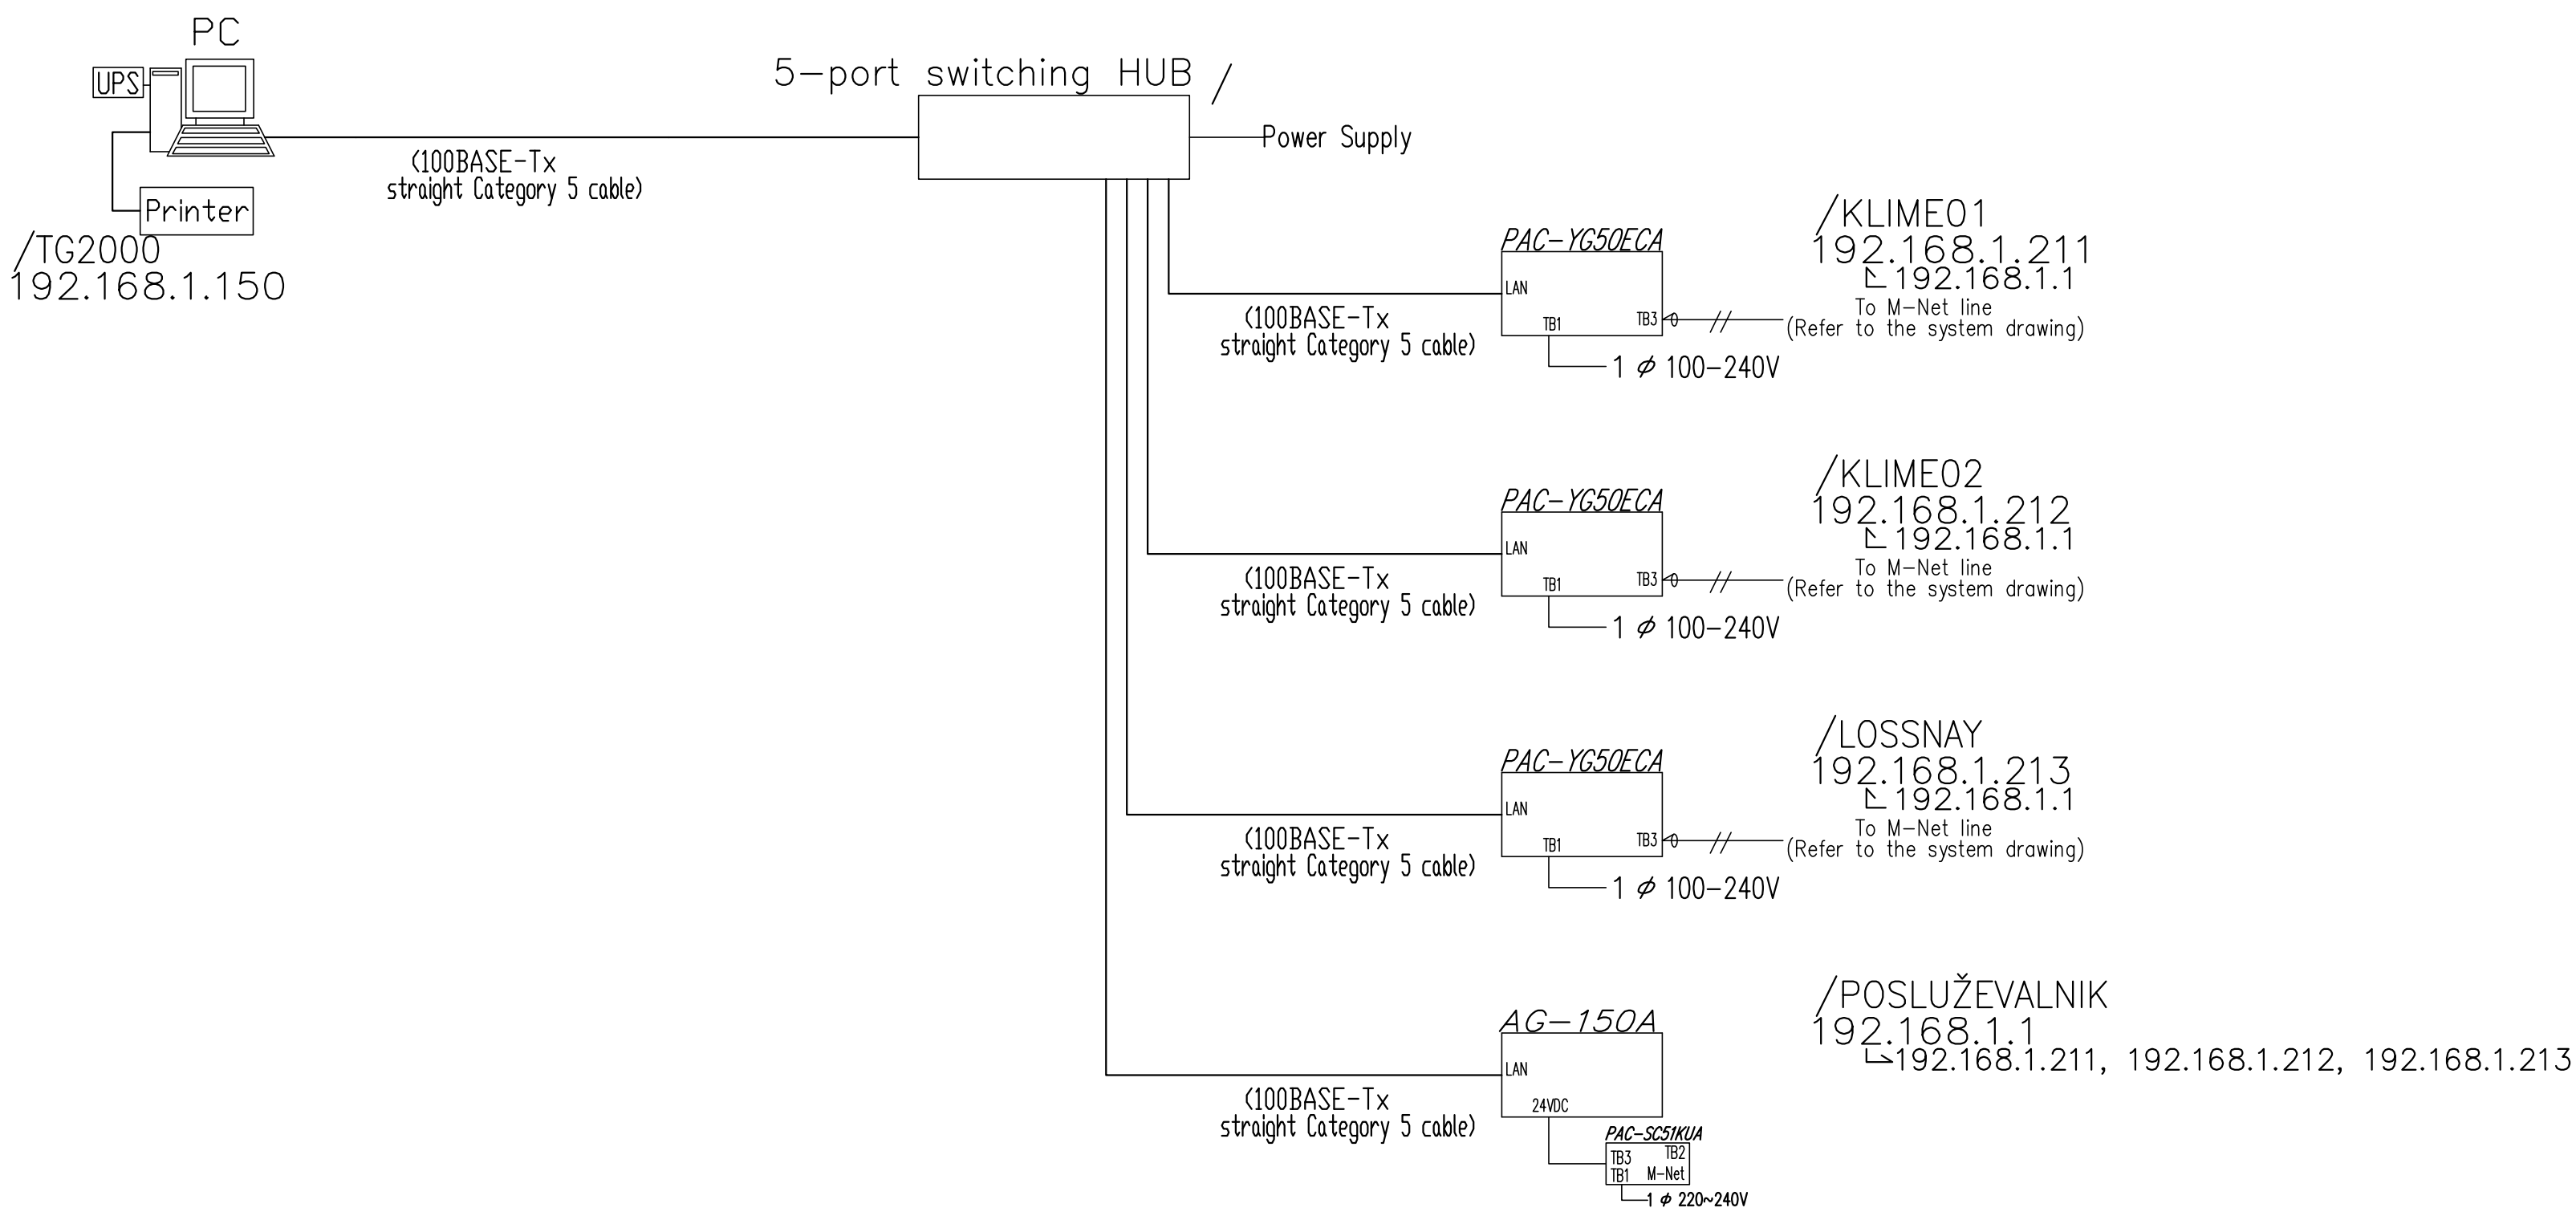 PC
UPS
Printer
/TG2000
192.168.1.150
(100BASE-Tx
straight Category 5 cable)
5-port switching HUB /
Power Supply
PAC-YG50ECA
LAN
TB1
TB3
(100BASE-Tx
straight Category 5 cable)
1 ϕ 100-240V
/KLIME01
192.168.1.211
192.168.1.1
To M-Net line
(Refer to the system drawing)
PAC-YG50ECA
LAN
TB1
TB3
(100BASE-Tx
straight Category 5 cable)
1 ϕ 100-240V
/KLIME02
192.168.1.212
192.168.1.1
To M-Net line
(Refer to the system drawing)
PAC-YG50ECA
LAN
TB1
TB3
(100BASE-Tx
straight Category 5 cable)
1 ϕ 100-240V
/LOSSNAY
192.168.1.213
192.168.1.1
To M-Net line
(Refer to the system drawing)
AG-150A
LAN
24VDC
(100BASE-Tx
straight Category 5 cable)
/POSLUŽEVALNIK
192.168.1.1
192.168.1.211, 192.168.1.212, 192.168.1.213
PAC-SC51KUA
TB3 TB2
TB1 M-Net
1 ϕ 220~240V